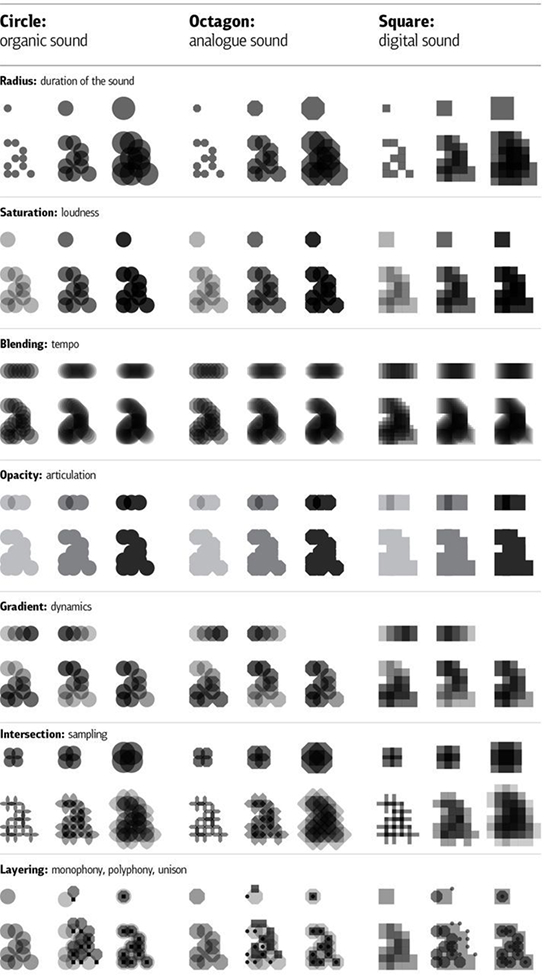 Circle:
organic sound
Octagon:
analogue sound
Square:
digital sound
Radius: duration of the sound
Saturation: loudness
Blending: tempo
Opacity: articulation
Gradient: dynamics
Intersection: sampling
Layering: monophony, polyphony, unison